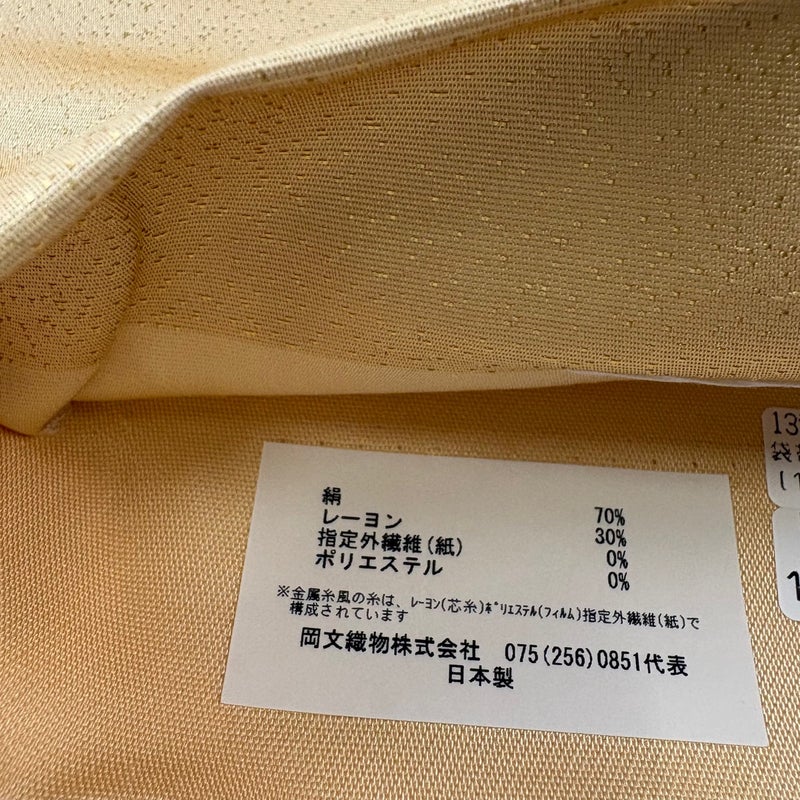 絹 70%
レーヨン 30%
指定外繊維(紙) 0%
ポリエステル 0%
※金属糸風の糸は、レーヨン(芯糸)ポリエステル(フィルム)指定外繊維(紙)で
構成されています
岡文織物株式会社 075(256)0851代表
日本製
13
袋
(1
1